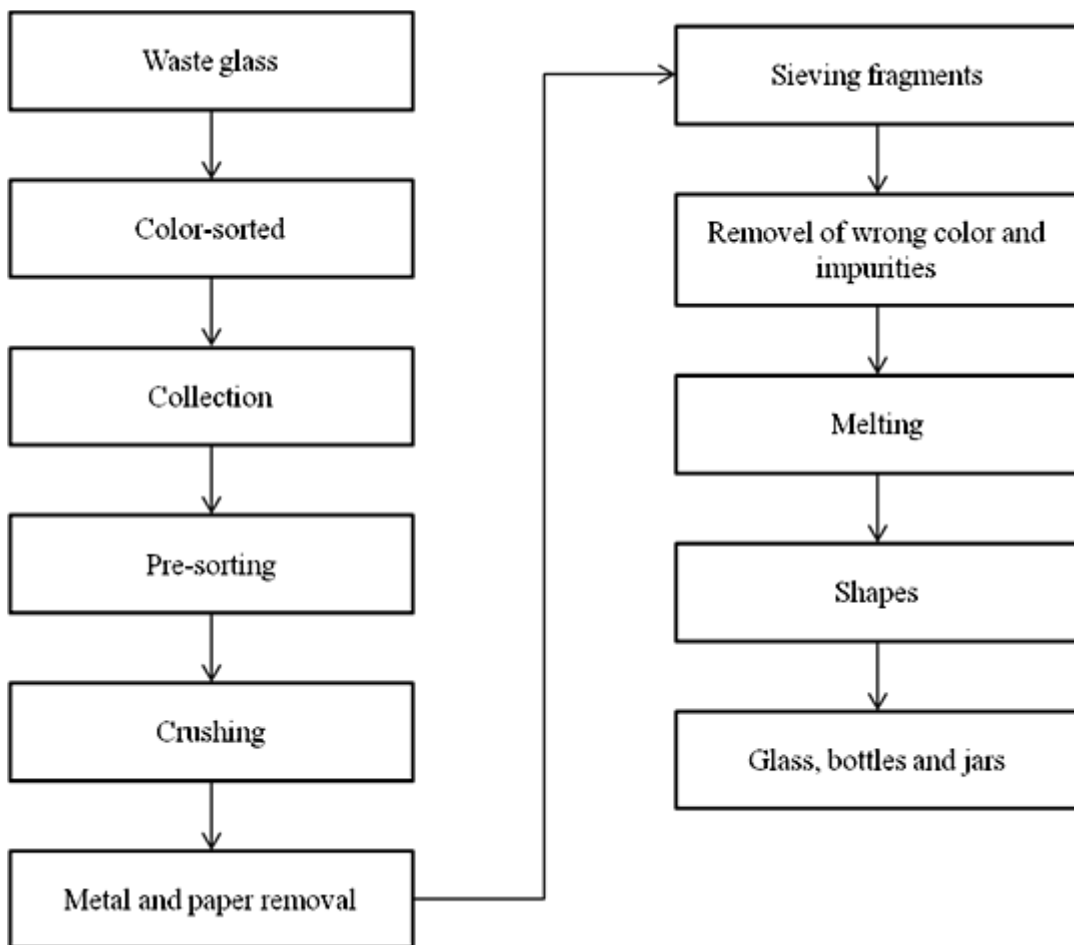 Waste glass
Color-sorted
Collection
Pre-sorting
Crushing
Metal and paper removal
Sieving fragments
Removel of wrong color and
impurities
Melting
Shapes
Glass, bottles and jars